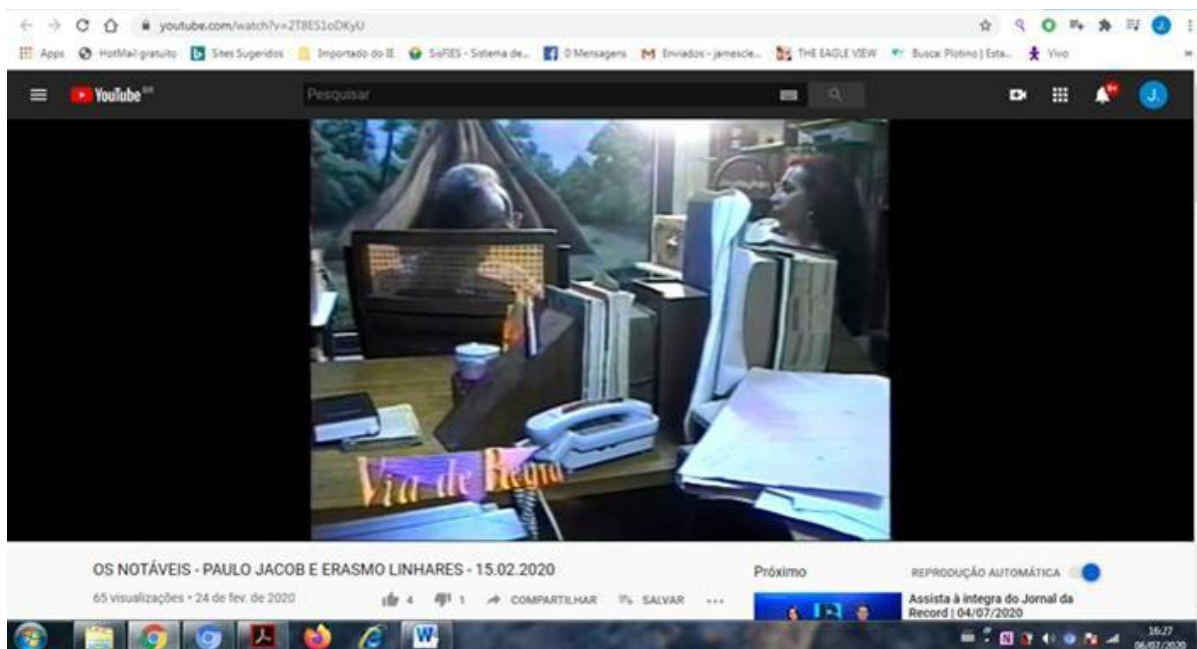 youtube.com/watch?v=2T8ES1oDKyU
Apps HotMail gratuito Sites Sugeridos Importado do IE SisFIES - Sistema de... 0 Mensagens Enviados - jamescle... THE EAGLE VIEW Busca: Plotino | Esta... Vivo
YouTube BR Pesquisar 9+ J.
Via de Regra
OS NOTÁVEIS - PAULO JACOB E ERASMO LINHARES - 15.02.2020
65 visualizações • 24 de fev. de 2020 4 1 COMPARTILHAR SALVAR ...
Próximo REPRODUÇÃO AUTOMÁTICA
Assista à íntegra do Jornal da
Record | 04/07/2020
16:27
06/07/2020